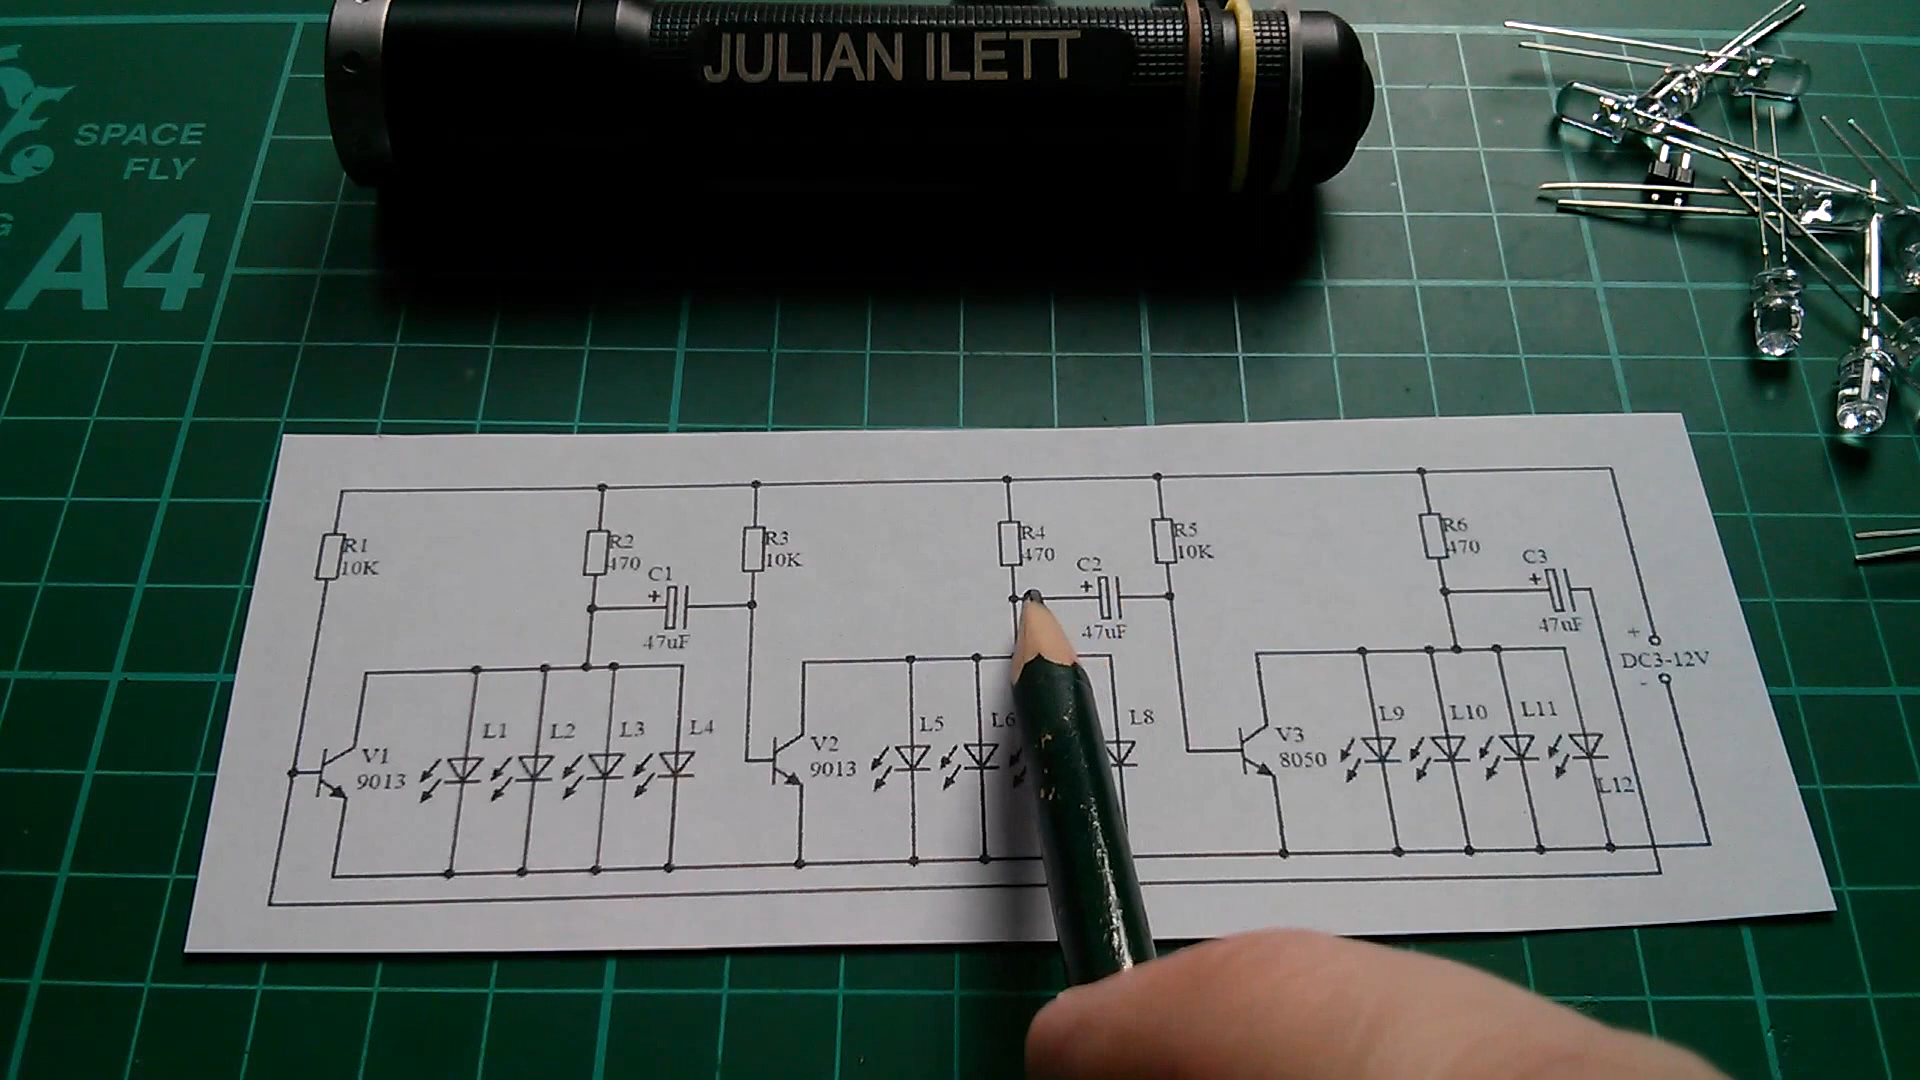 JULIAN ILETT
SPACE
FLY
G
A4
R1
10K
R2
470
C1
+
47uF
R3
10K
R4
470
C2
+
47uF
R5
10K
R6
470
C3
+
47uF
+
DC3-12V
-
V1
9013
L1
L2
L3
L4
V2
9013
L5
L6
L8
V3
8050
L9
L10
L11
L12